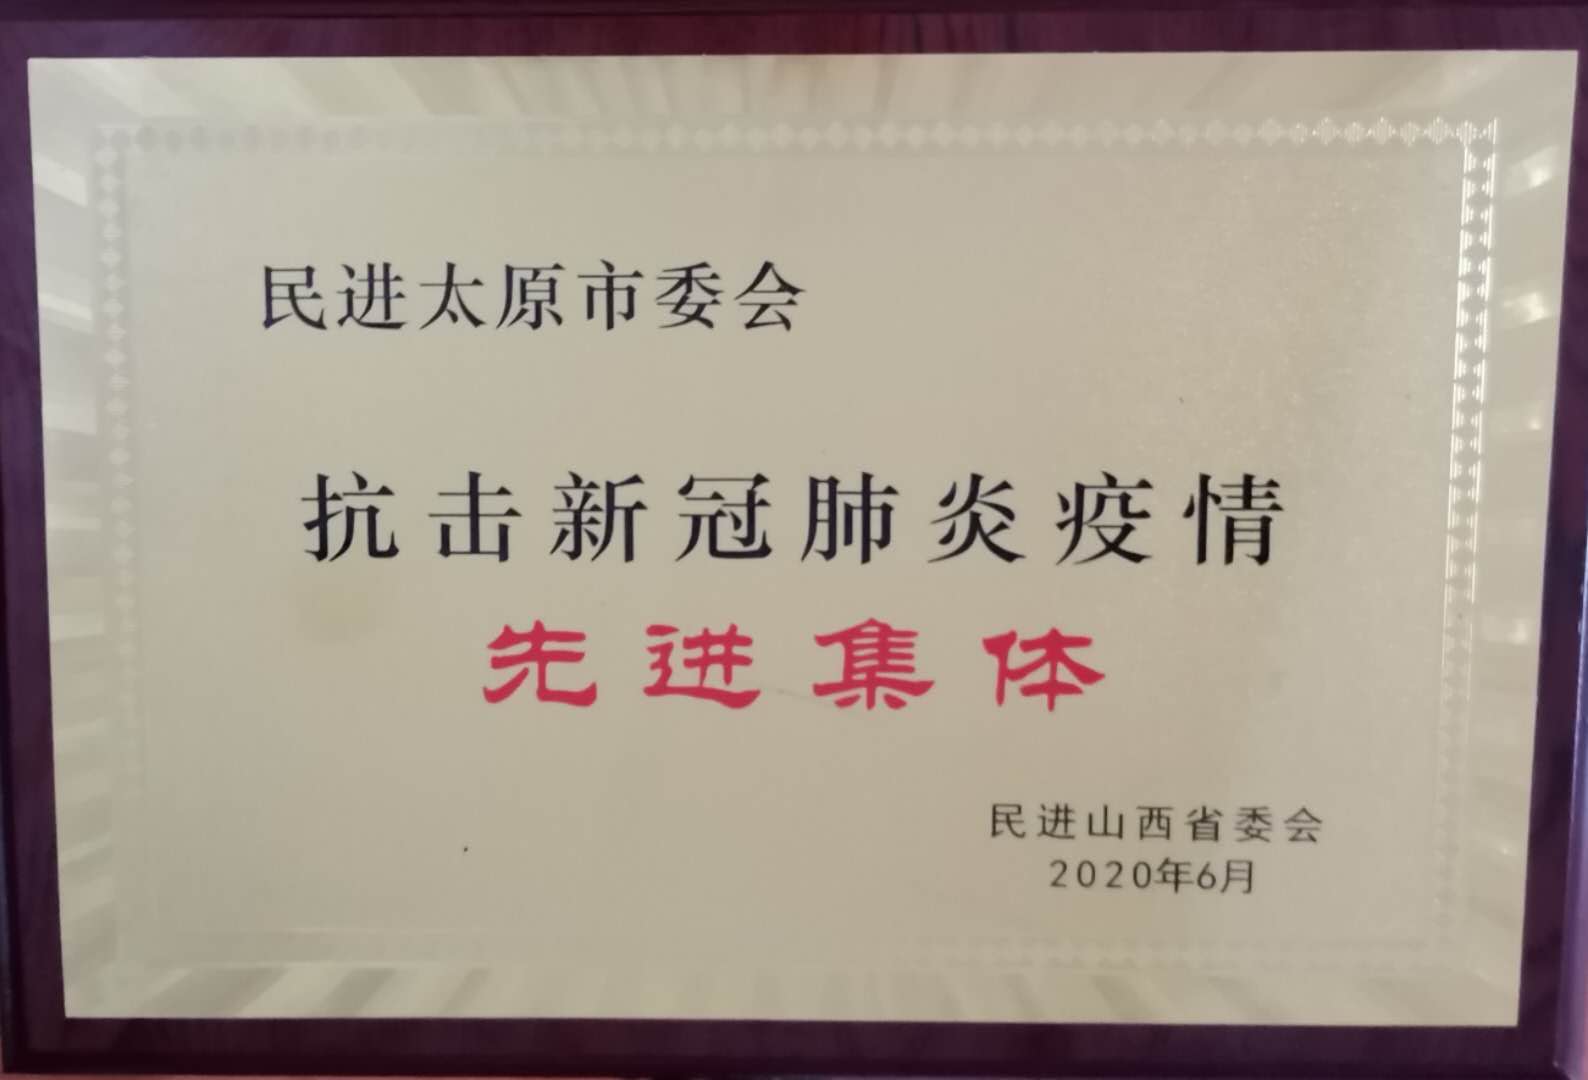 民进太原市委会
抗击新冠肺炎疫情
先进集体
民进山西省委会
2020年6月